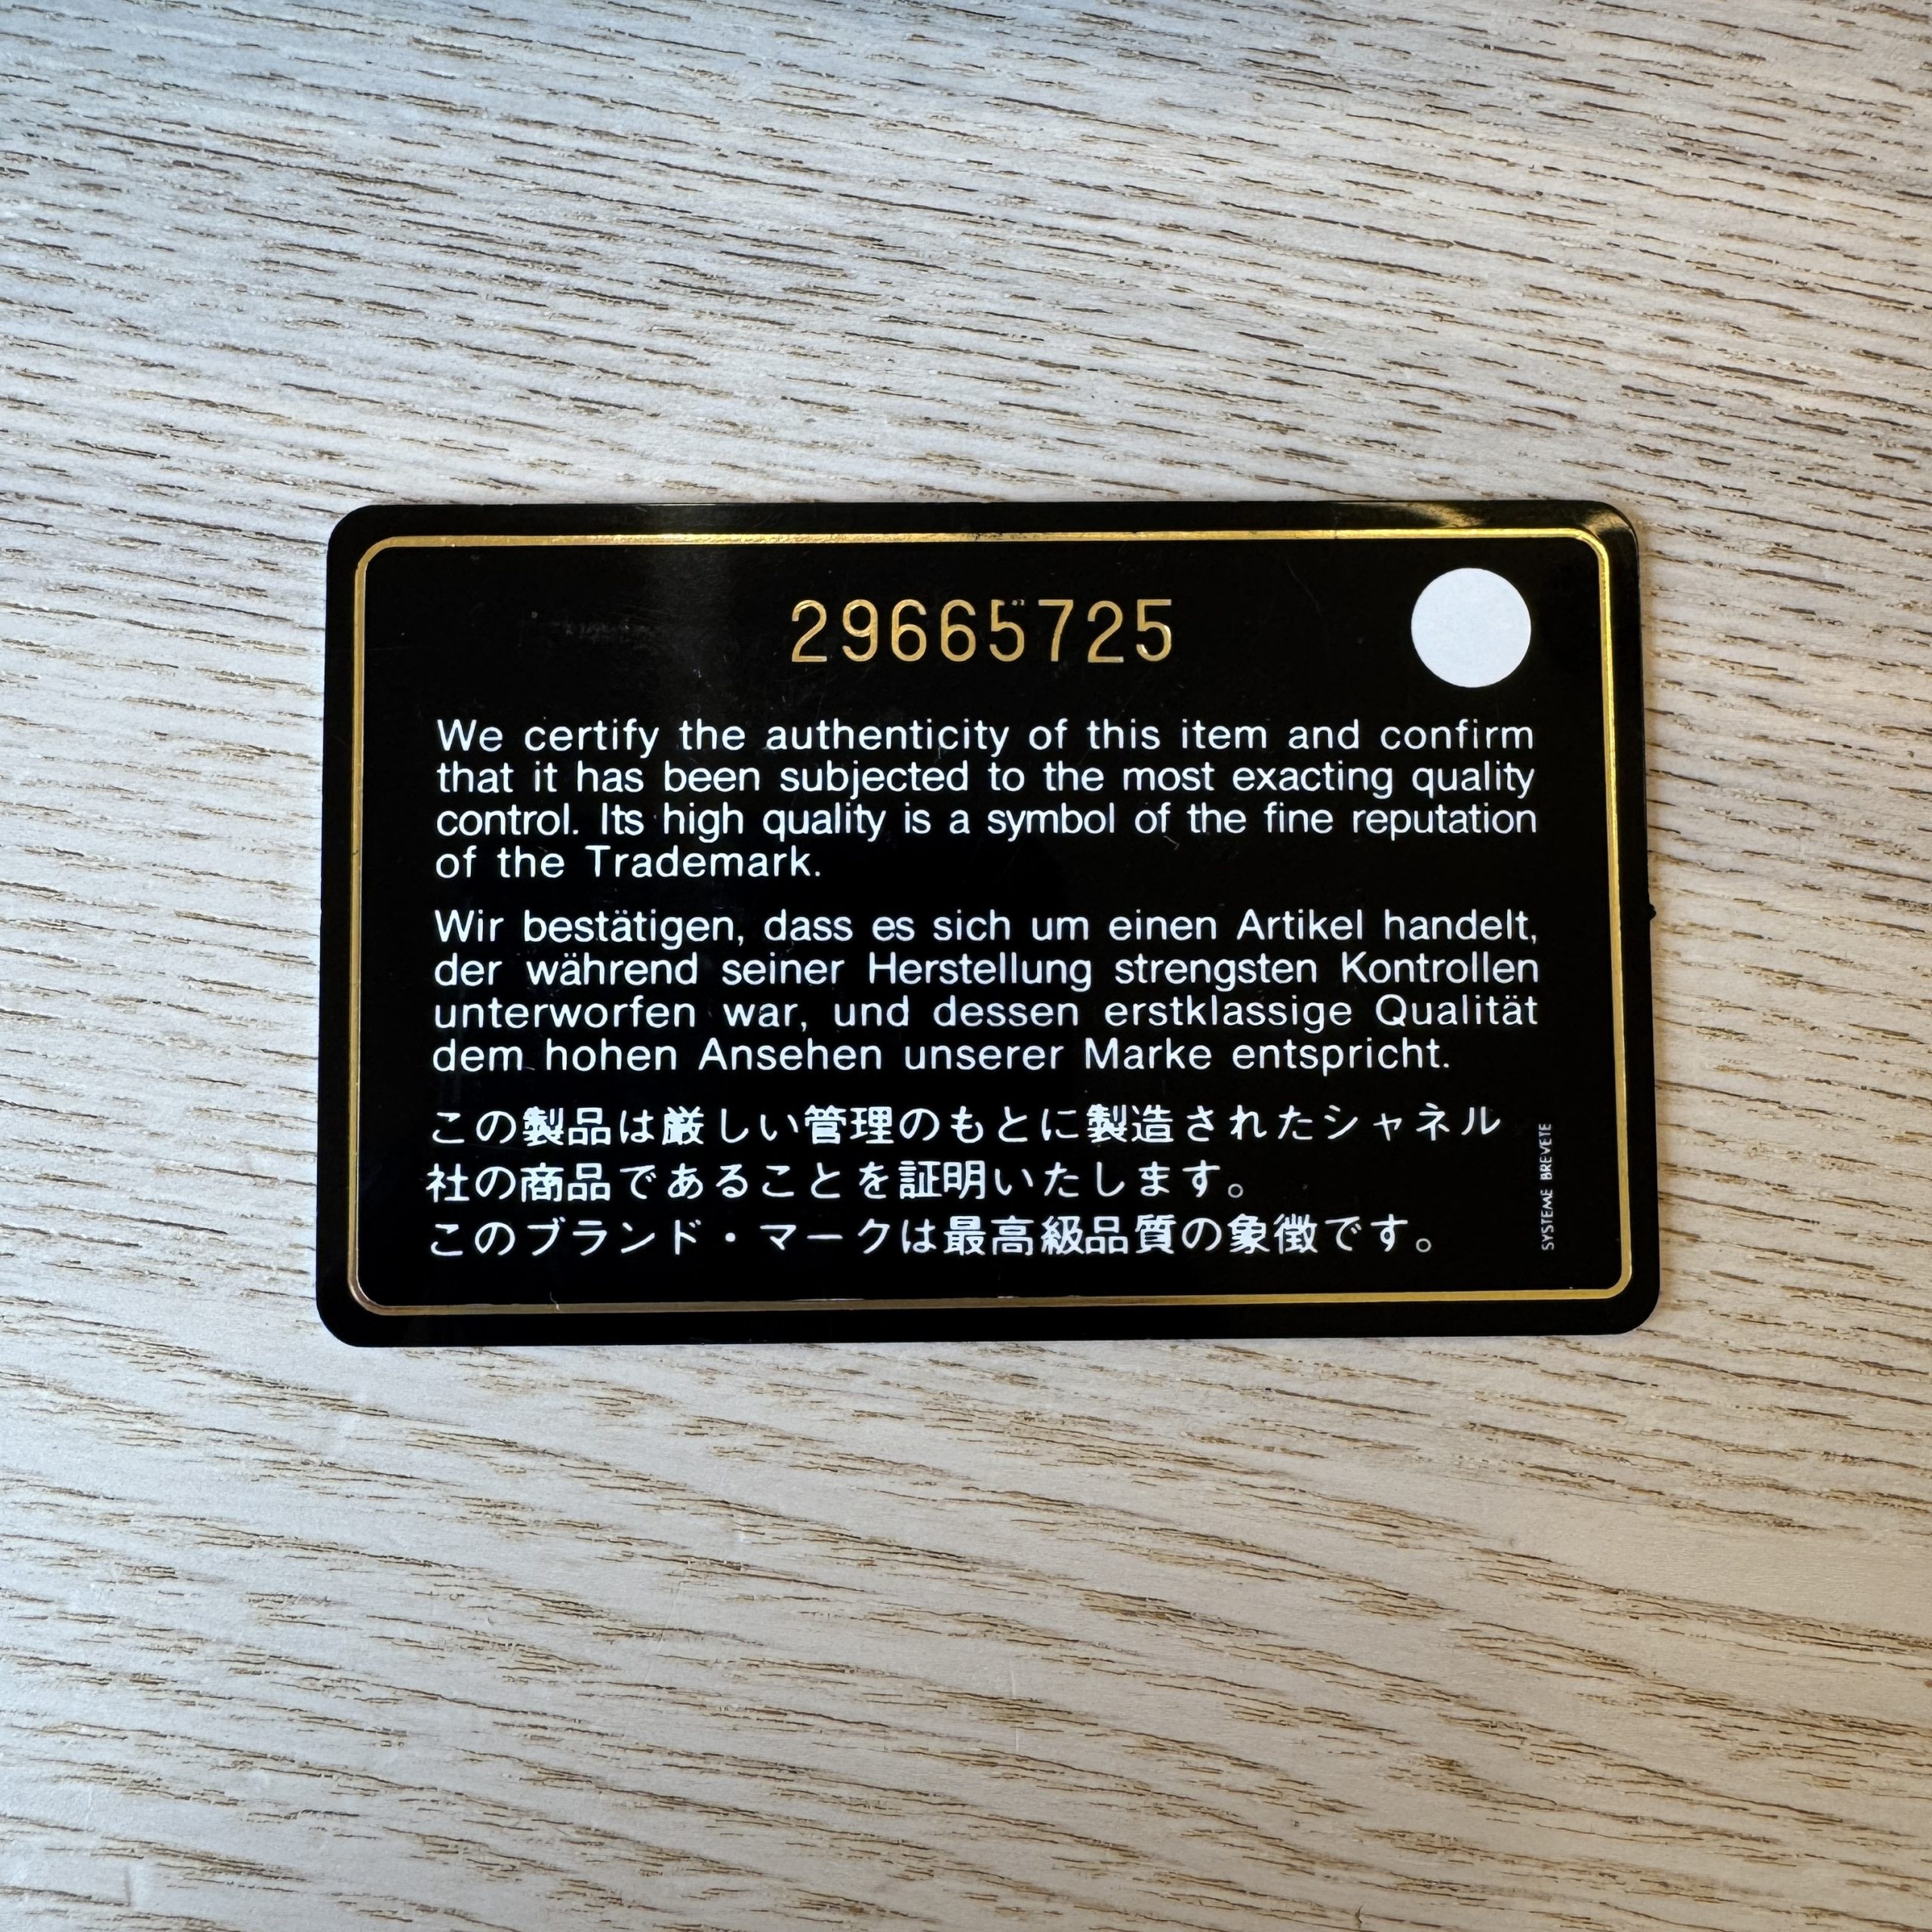 29665725
We certify the authenticity of this item and confirm
that it has been subjected to the most exacting quality
control. Its high quality is a symbol of the fine reputation
of the Trademark.
Wir bestätigen, dass es sich um einen Artikel handelt,
der während seiner Herstellung strengsten Kontrollen
unterworfen war, und dessen erstklassige Qualität
dem hohen Ansehen unserer Marke entspricht.
この製品は厳しい管理のもとに製造されたシャネル
社の商品であることを証明いたします。
このブランド・マークは最高級品質の象徴です。
SYSTEME BREVETE